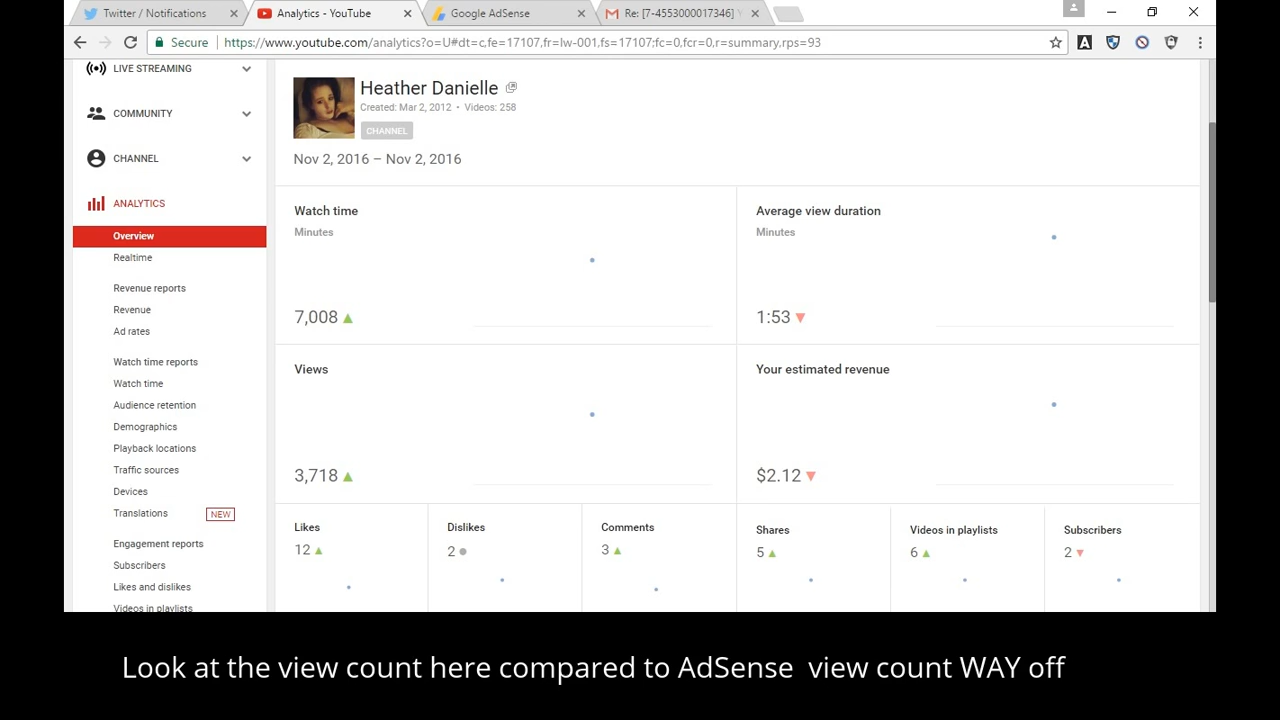 Twitter / Notifications
Analytics - YouTube
Google AdSense
Re: [7-4553000017346] Y
Secure
https://www.youtube.com/analytics?o=U#dt=c,fe=17107,fr=lw-001,fs=17107;fc=0,fcr=0,r=summary,rps=93
LIVE STREAMING
COMMUNITY
CHANNEL
ANALYTICS
Overview
Realtime
Revenue reports
Revenue
Ad rates
Watch time reports
Watch time
Audience retention
Demographics
Playback locations
Traffic sources
Devices
Translations NEW
Engagement reports
Subscribers
Likes and dislikes
Videos in playlists
Heather Danielle
Created: Mar 2, 2012 • Videos: 258
CHANNEL
Nov 2, 2016 – Nov 2, 2016
Watch time
Minutes
7,008
Average view duration
Minutes
1:53
Views
3,718
Your estimated revenue
$2.12
Likes
12
Dislikes
2
Comments
3
Shares
5
Videos in playlists
6
Subscribers
2
Look at the view count here compared to AdSense view count WAY off